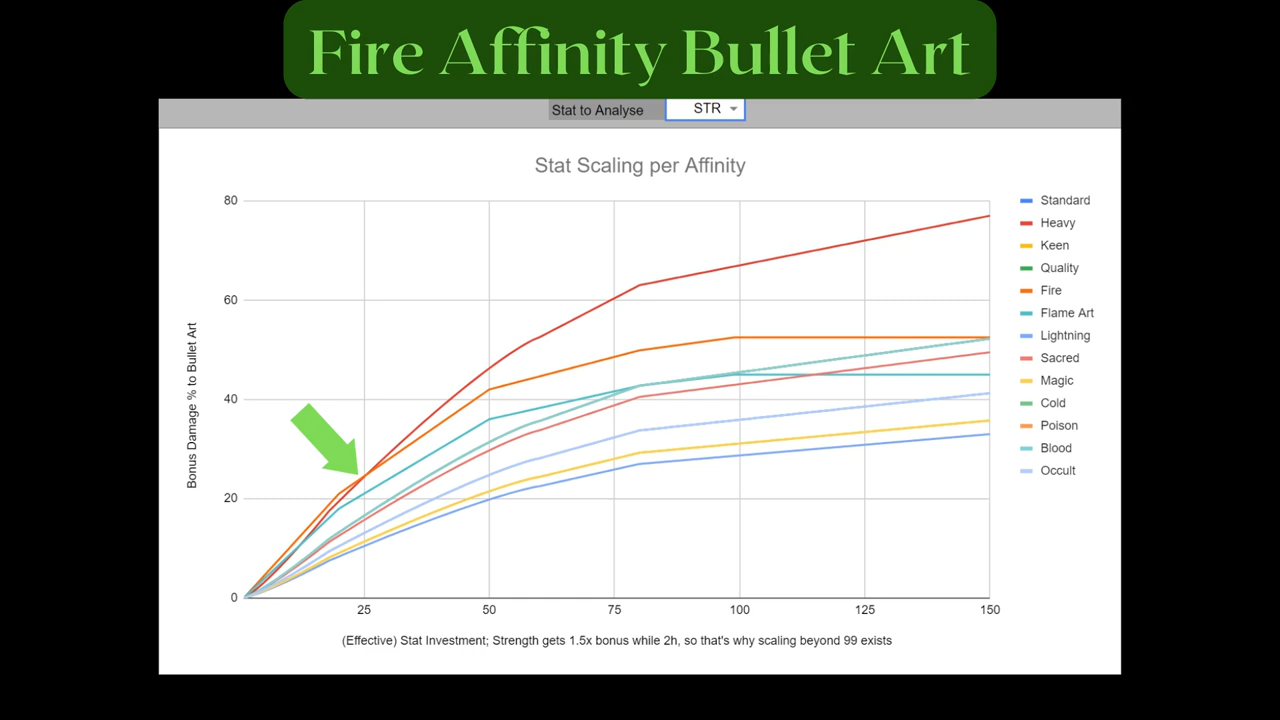 Fire Affinity Bullet Art
Stat to Analyse STR
Stat Scaling per Affinity
Bonus Damage % to Bullet Art
80
60
40
20
0
25 50 75 100 125 150
(Effective) Stat Investment; Strength gets 1.5x bonus while 2h, so that's why scaling beyond 99 exists
Standard
Heavy
Keen
Quality
Fire
Flame Art
Lightning
Sacred
Magic
Cold
Poison
Blood
Occult